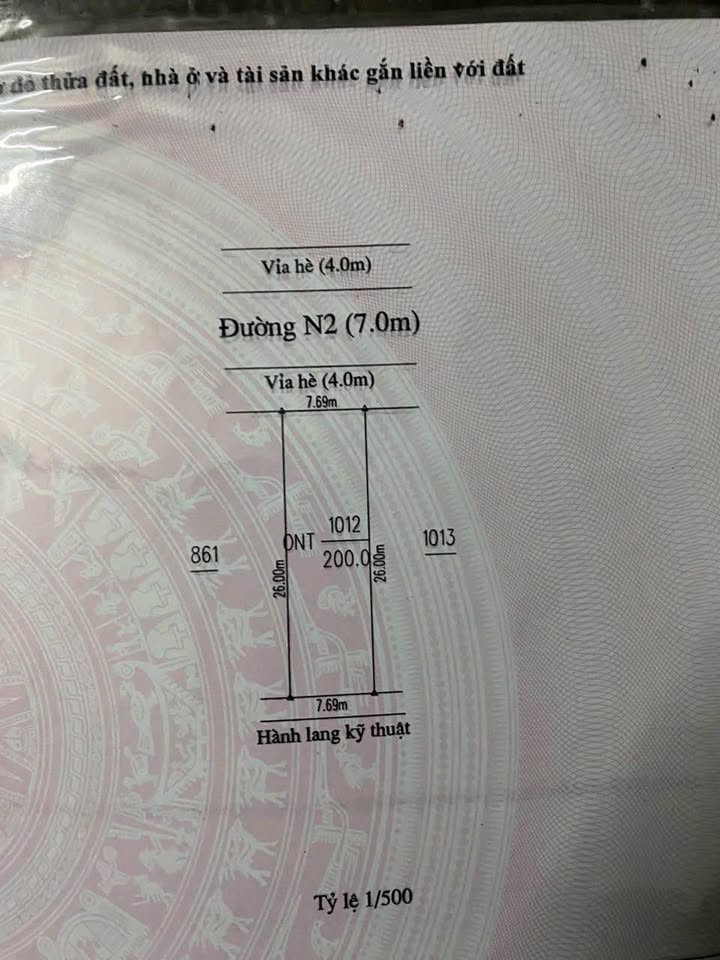 đồ thửa đất, nhà ở và tài sản khác gắn liền với đất
Vỉa hè (4.0m)
Đường N2 (7.0m)
Vỉa hè (4.0m)
7.69m
1012
ONT
200.0
861
1013
26.00m
26.00m
7.69m
Hành lang kỹ thuật
Tỷ lệ 1/500